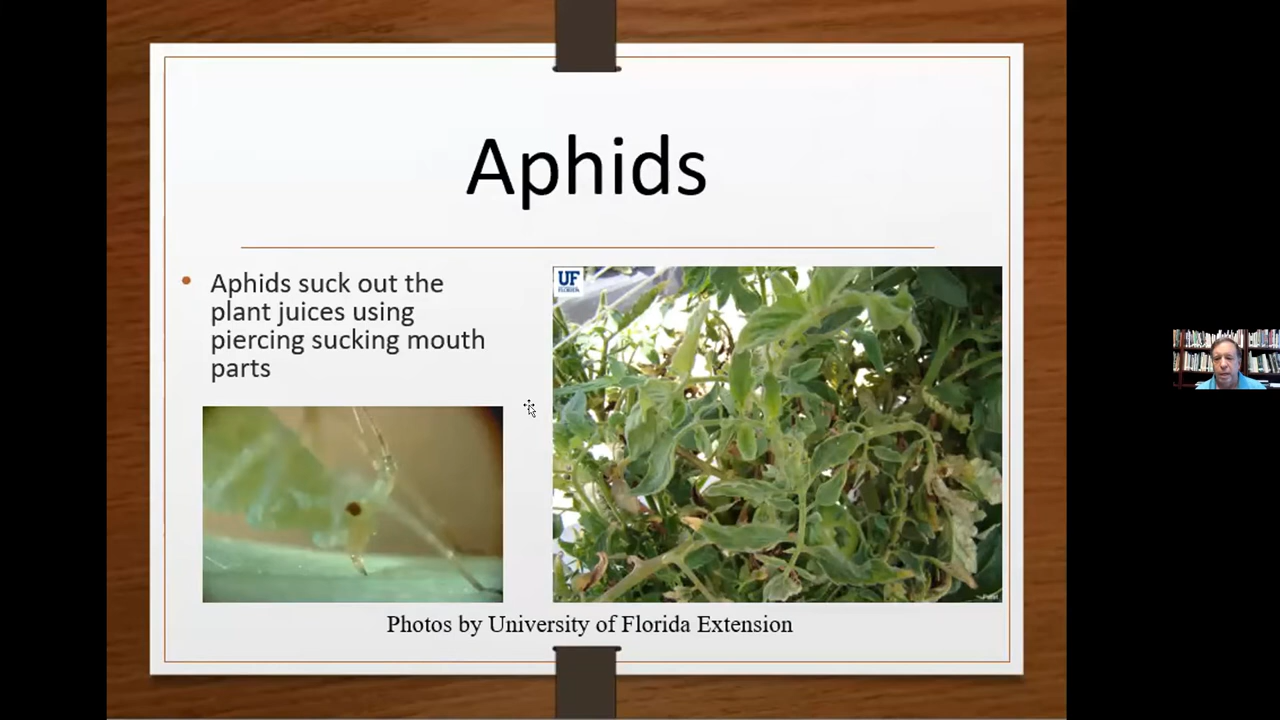 Aphids
Aphids suck out the
plant juices using
piercing sucking mouth
parts
UF
FLORIDA
Photos by University of Florida Extension